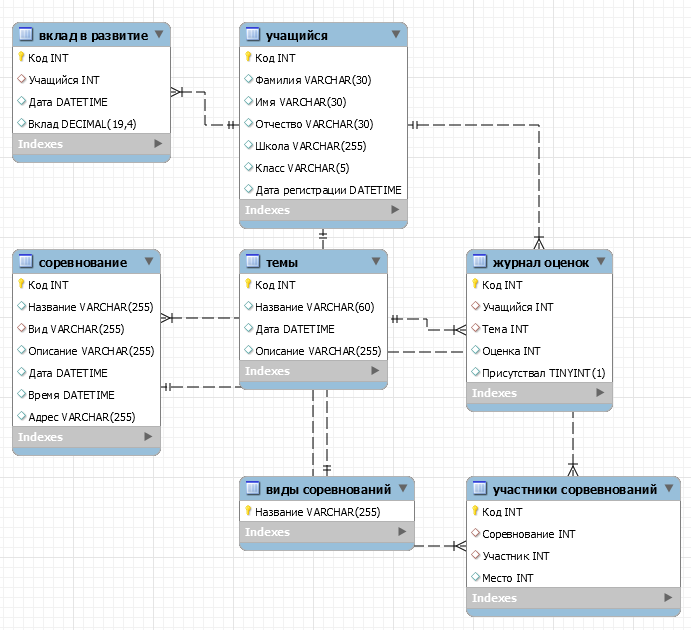 вклад в развитие
Код INT
Учащийся INT
Дата DATETIME
Вклад DECIMAL(19,4)
Indexes
учащийся
Код INT
Фамилия VARCHAR(30)
Имя VARCHAR(30)
Отчество VARCHAR(30)
Школа VARCHAR(255)
Класс VARCHAR(5)
Дата регистрации DATETIME
Indexes
соревнование
Код INT
Название VARCHAR(255)
Вид VARCHAR(255)
Описание VARCHAR(255)
Дата DATETIME
Время DATETIME
Адрес VARCHAR(255)
Indexes
темы
Код INT
Название VARCHAR(60)
Дата DATETIME
Описание VARCHAR(255)
Indexes
журнал оценок
Код INT
Учащийся INT
Тема INT
Оценка INT
Присутствал TINYINT(1)
Indexes
виды соревнований
Название VARCHAR(255)
Indexes
участники сорвевнований
Код INT
Соревнование INT
Участник INT
Место INT
Indexes